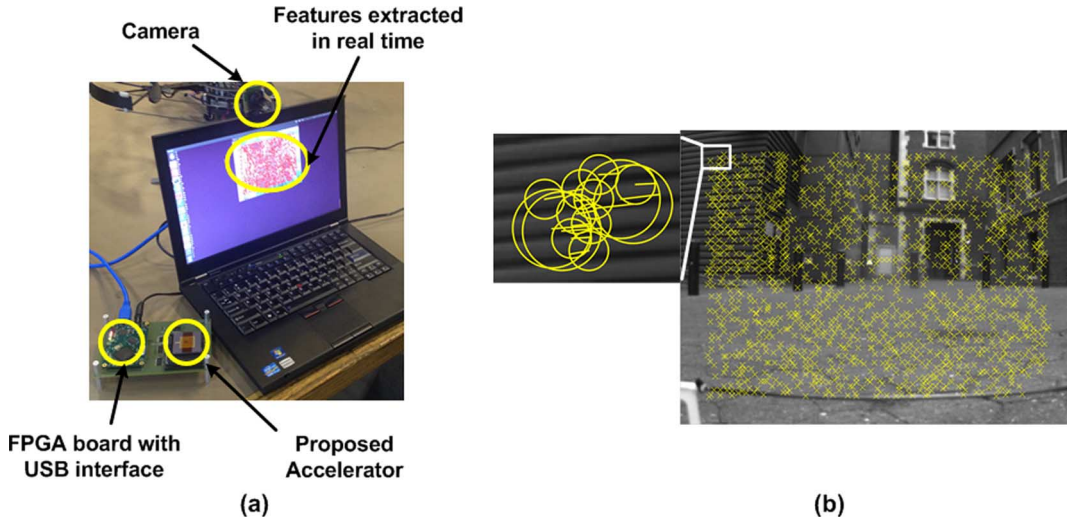 Camera
Features extracted
in real time
FPGA board with
USB interface
Proposed
Accelerator
(a)
(b)